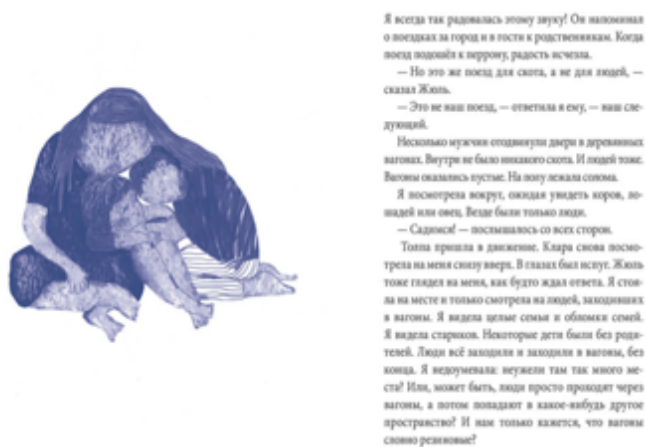 Я всегда так радовалась этому звуку! Он напоминал
о поездках за город и в гости к родственникам. Когда
поезд подошёл к перрону, радость исчезла.
— Но это же поезд для скота, а не для людей, —
сказал Жюль.
— Это не наш поезд, — ответила я ему, — наш сле-
дующий.
Несколько мужчин отодвинули двери в деревянных
вагонах. Внутри не было никакого скота. И людей тоже.
Вагоны оказались пустые. На полу лежала солома.
Я посмотрела вокруг, ожидая увидеть коров, ло-
шадей или овец. Везде были только люди.
— Садимся! — послышалось со всех сторон.
Толпа пришла в движение. Клара снова посмо-
трела на меня снизу вверх. В глазах был испуг. Жюль
тоже глядел на меня, как будто ждал ответа. Я стоя-
ла на месте и только смотрела на людей, заходивших
в вагоны. Я видела целые семьи и обломки семей.
Я видела стариков. Некоторые дети были без роди-
телей. Люди всё заходили и заходили в вагоны, без
конца. Я недоумевала: неужели там так много ме-
ста? Или, может быть, люди просто проходят через
вагоны, а потом попадают в какое-нибудь другое
пространство? И нам только кажется, что вагоны
словно резиновые?